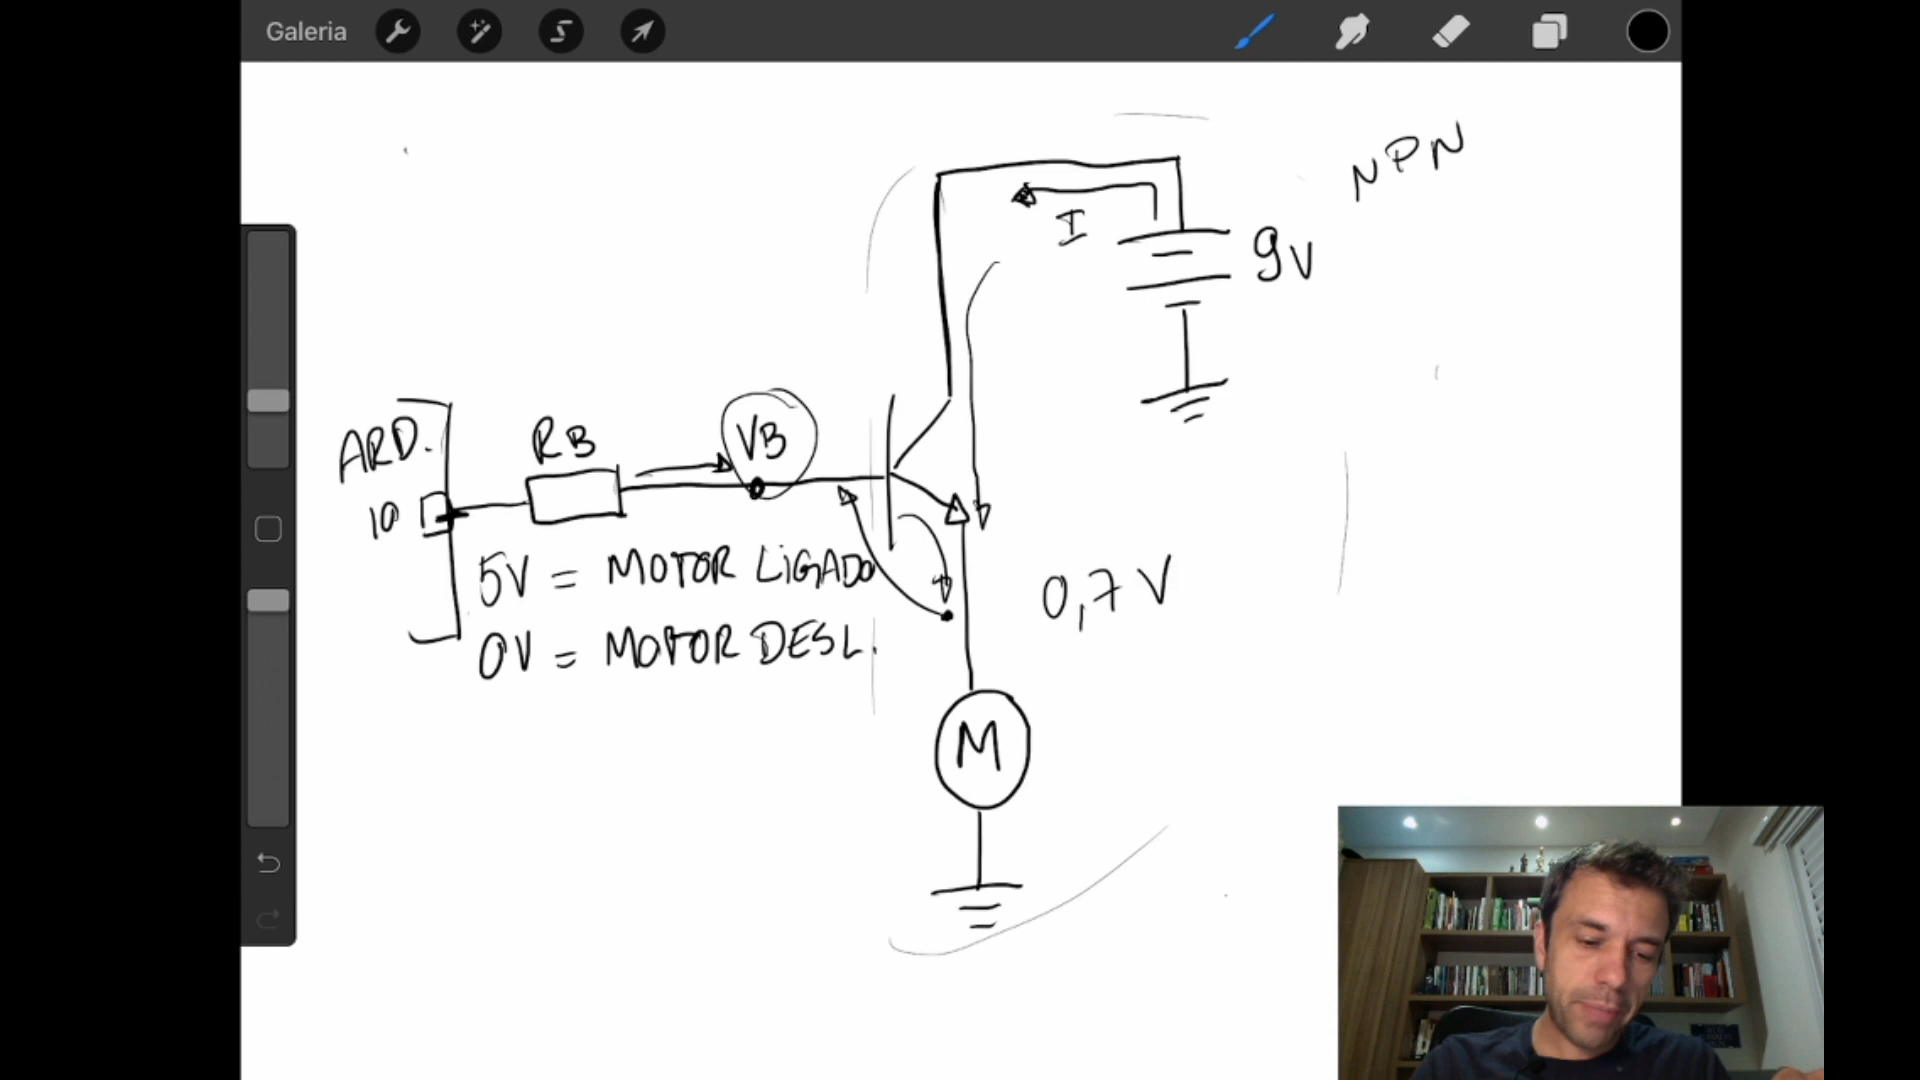 Galeria
NPN
I
9V
ARD.
RB
VB
10
5V = MOTOR LIGADO
0V = MOTOR DESL.
0,7 V
M